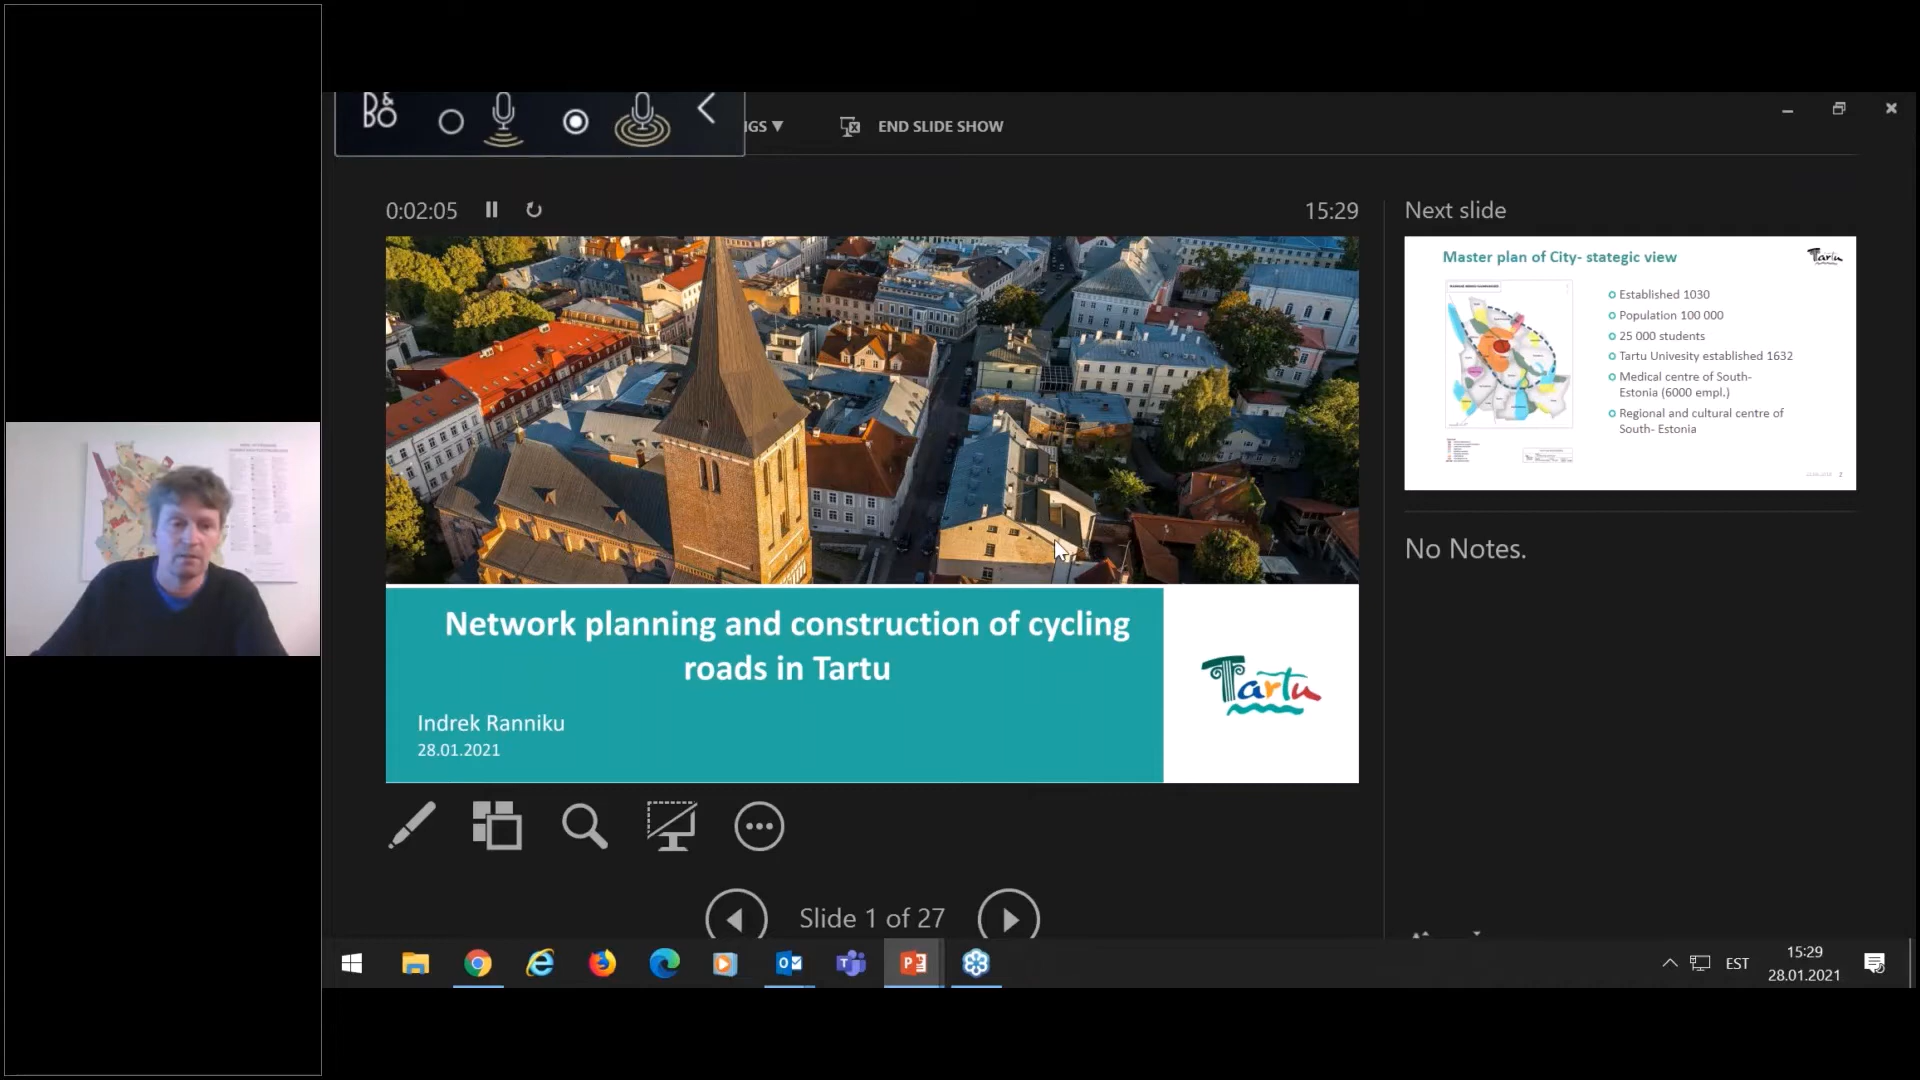 B&O
GS ▼
END SLIDE SHOW
0:02:05
15:29
Network planning and construction of cycling
roads in Tartu
Indrek Ranniku
28.01.2021
Tartu
Slide 1 of 27
Next slide
Master plan of City- stategic view
Tartu
Established 1030
Population 100 000
25 000 students
Tartu Univesity established 1632
Medical centre of South-
Estonia (6000 empl.)
Regional and cultural centre of
South- Estonia
2
No Notes.
EST
15:29
28.01.2021